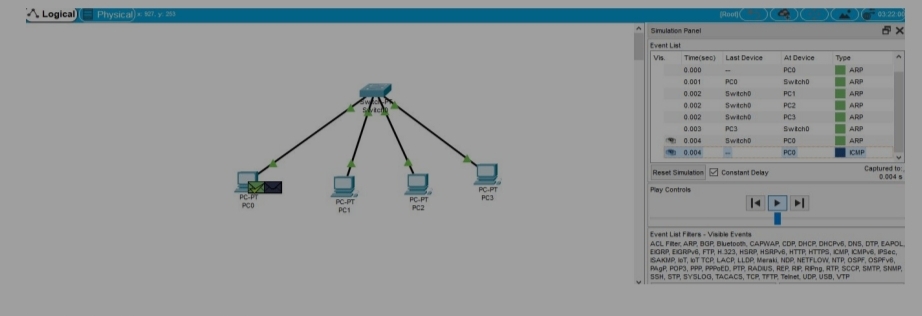 Logical Physical x: 827, y: 253 [Root] 03:22:00
Simulation Panel
Event List
Vis. Time(sec) Last Device At Device Type
0.000 -- PC0 ARP
0.001 PC0 Switch0 ARP
0.002 Switch0 PC1 ARP
0.002 Switch0 PC2 ARP
0.002 Switch0 PC3 ARP
0.003 PC3 Switch0 ARP
0.004 Switch0 PC0 ARP
0.004 -- PC0 ICMP
Reset Simulation Constant Delay Captured to:
0.004 s
Play Controls
Event List Filters - Visible Events
ACL Filter, ARP, BGP, Bluetooth, CAPWAP, CDP, DHCP, DHCPv6, DNS, DTP, EAPOL,
EIGRP, EIGRPv6, FTP, H.323, HSRP, HSRPv6, HTTP, HTTPS, ICMP, ICMPv6, IPSec,
ISAKMP, IoT, IoT TCP, LACP, LLDP, Meraki, NDP, NETFLOW, NTP, OSPF, OSPFv6,
PAgP, POP3, PPP, PPPoED, PTP, RADIUS, REP, RIP, RIPng, RTP, SCCP, SMTP, SNMP,
SSH, STP, SYSLOG, TACACS, TCP, TFTP, Telnet, UDP, USB, VTP
Switch-PT
Switch0
PC-PT
PC0
PC-PT
PC1
PC-PT
PC2
PC-PT
PC3